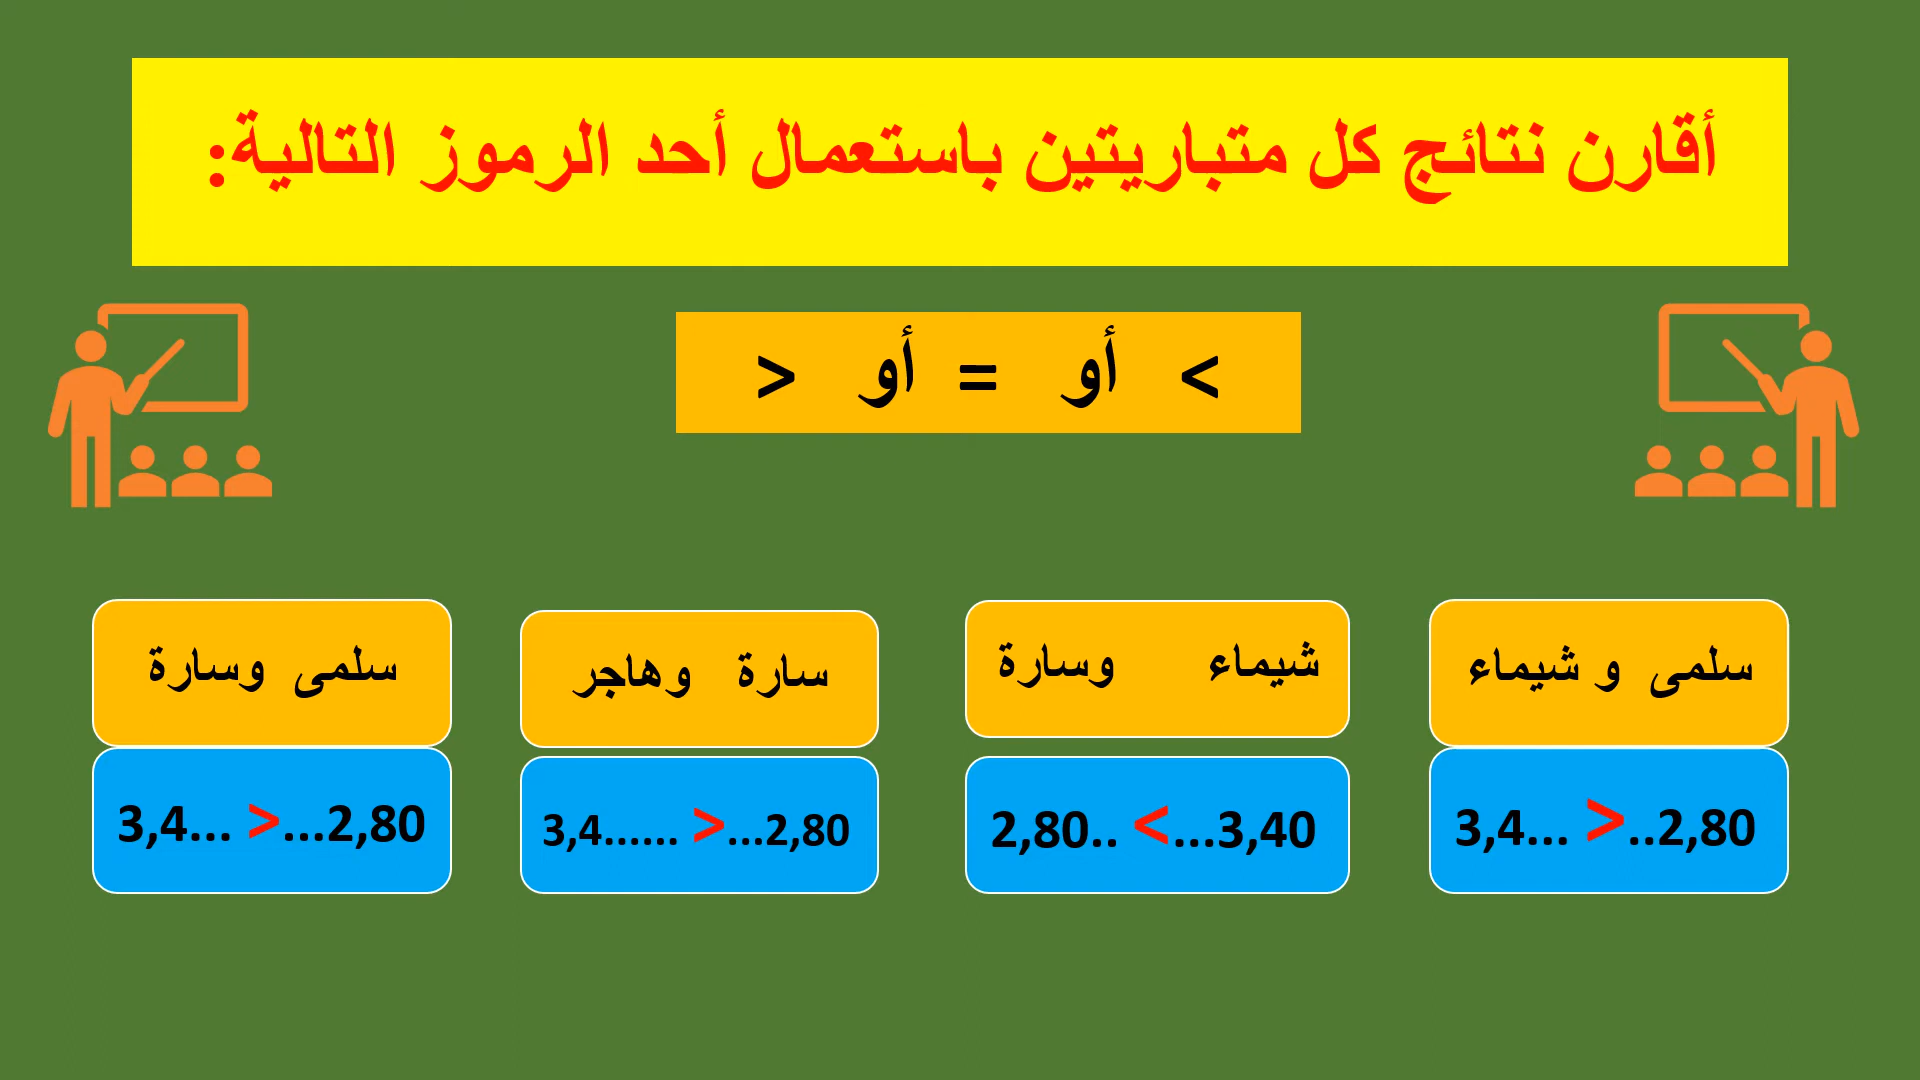 أقارن نتائج كل متباريتين باستعمال أحد الرموز التالية:
< أو = أو >
سلمى و شيماء
3,4... >..2,80
شيماء وسارة
2,80.. <...3,40
سارة وهاجر
3,4...... >...2,80
سلمى وسارة
3,4... >...2,80